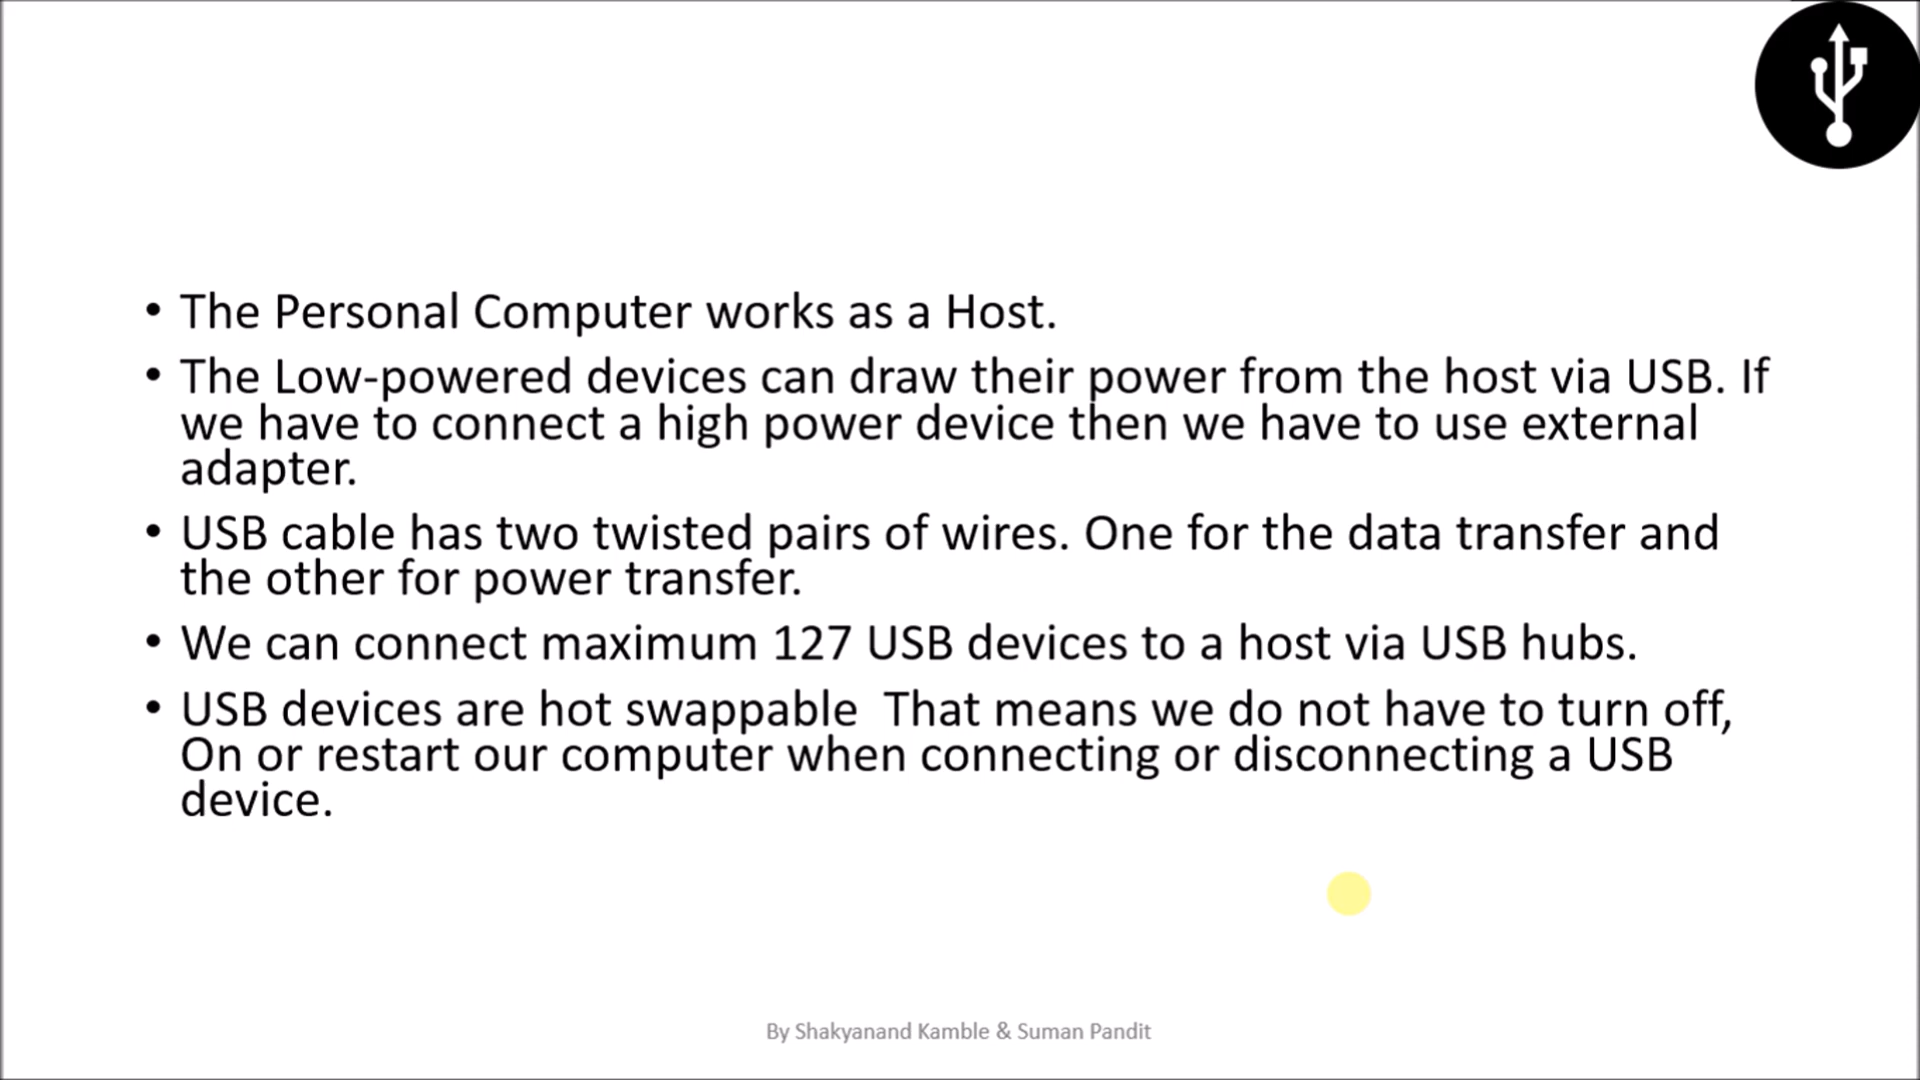 • The Personal Computer works as a Host.
• The Low-powered devices can draw their power from the host via USB. If
we have to connect a high power device then we have to use external
adapter.
• USB cable has two twisted pairs of wires. One for the data transfer and
the other for power transfer.
• We can connect maximum 127 USB devices to a host via USB hubs.
• USB devices are hot swappable  That means we do not have to turn off,
On or restart our computer when connecting or disconnecting a USB
device.
By Shakyanand Kamble & Suman Pandit